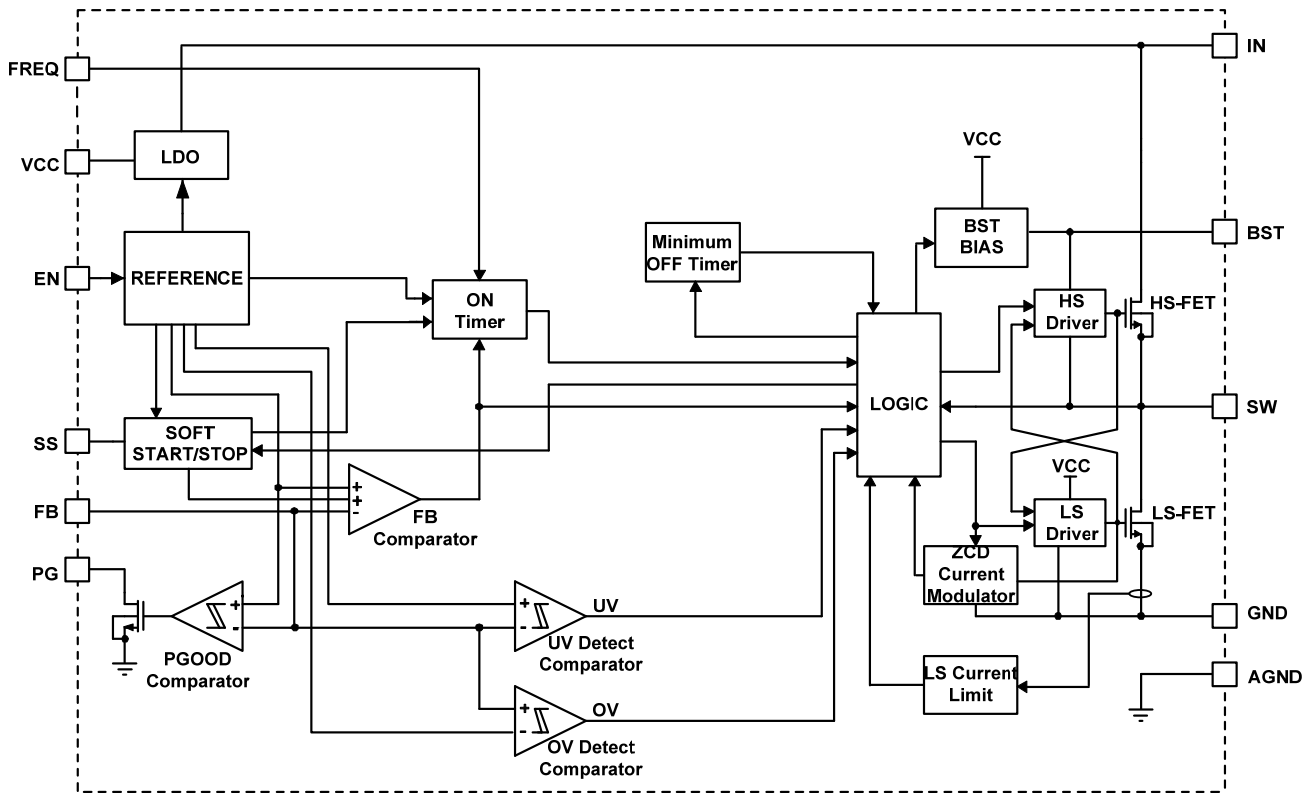 IN
FREQ
VCC
LDO
VCC
BST
BIAS
BST
Minimum
OFF Timer
EN
REFERENCE
ON
Timer
HS
Driver
HS-FET
LOGIC
SW
SS
SOFT
START/STOP
VCC
FB
FB
Comparator
LS
Driver
LS-FET
PG
ZCD
Current
Modulator
+
+
-
+
-
PGOOD
Comparator
+
-
UV
UV Detect
Comparator
GND
LS Current
Limit
AGND
+
-
OV
OV Detect
Comparator